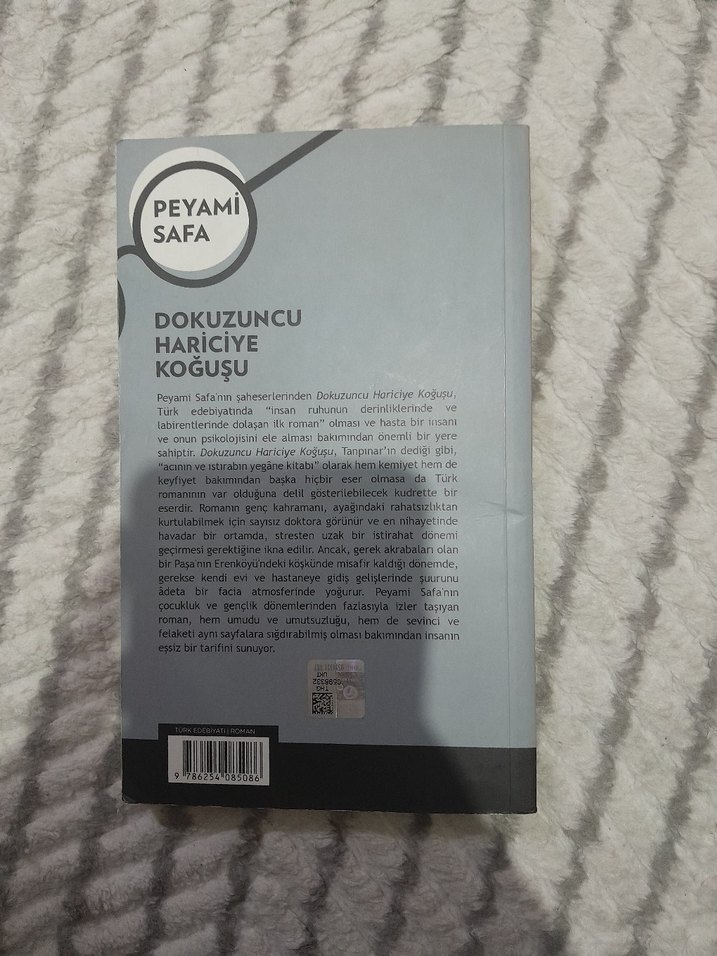 PEYAMİ
SAFA
DOKUZUNCU
HARİCİYE
KOĞUŞU
Peyami Safa'nın şaheserlerinden Dokuzuncu Hariciye Koğuşu,
Türk edebiyatında “insan ruhunun derinliklerinde ve
labirentlerinde dolaşan ilk roman” olması ve hasta bir insanı
ve onun psikolojisini ele alması bakımından önemli bir yere
sahiptir. Dokuzuncu Hariciye Koğuşu, Tanpınar'ın dediği gibi,
“acının ve ıstırabın yegâne kitabı” olarak hem kemiyet hem de
keyfiyet bakımından başka hiçbir eser olmasa da Türk
romanının var olduğuna delil gösterilebilecek kudrette bir
eserdir. Romanın genç kahramanı, ayağındaki rahatsızlıktan
kurtulabilmek için sayısız doktora görünür ve en nihayetinde
havadar bir ortamda, stresten uzak bir istirahat dönemi
geçirmesi gerektiğine ikna edilir. Ancak, gerek akrabaları olan
bir Paşa'nın Erenköyü'ndeki köşkünde misafir kaldığı dönemde,
gerekse kendi evi ve hastaneye gidiş gelişlerinde şuurunu
âdeta bir facia atmosferinde yoğurur. Peyami Safa'nın
çocukluk ve gençlik dönemlerinden fazlasıyla izler taşıyan
roman, hem umudu ve umutsuzluğu, hem de sevinci ve
felaketi aynı sayfalara sığdırabilmiş olması bakımından insanın
eşsiz bir tarifini sunuyor.
THG
UKT
TÜRK EDEBİYATI | ROMAN
9 786254 085086